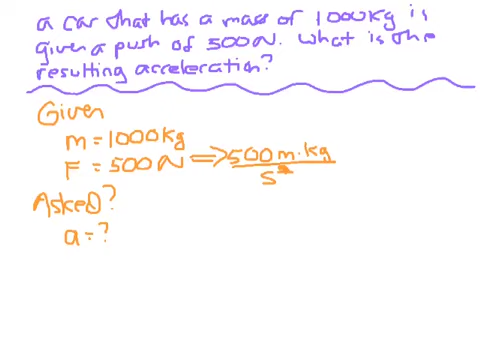 a car that has a mass of 1000kg is
given a push of 500N. What is the
resulting acceleration?
Given
m = 1000kg
F = 500N => 500 m·kg
s²
Asked?
a = ?